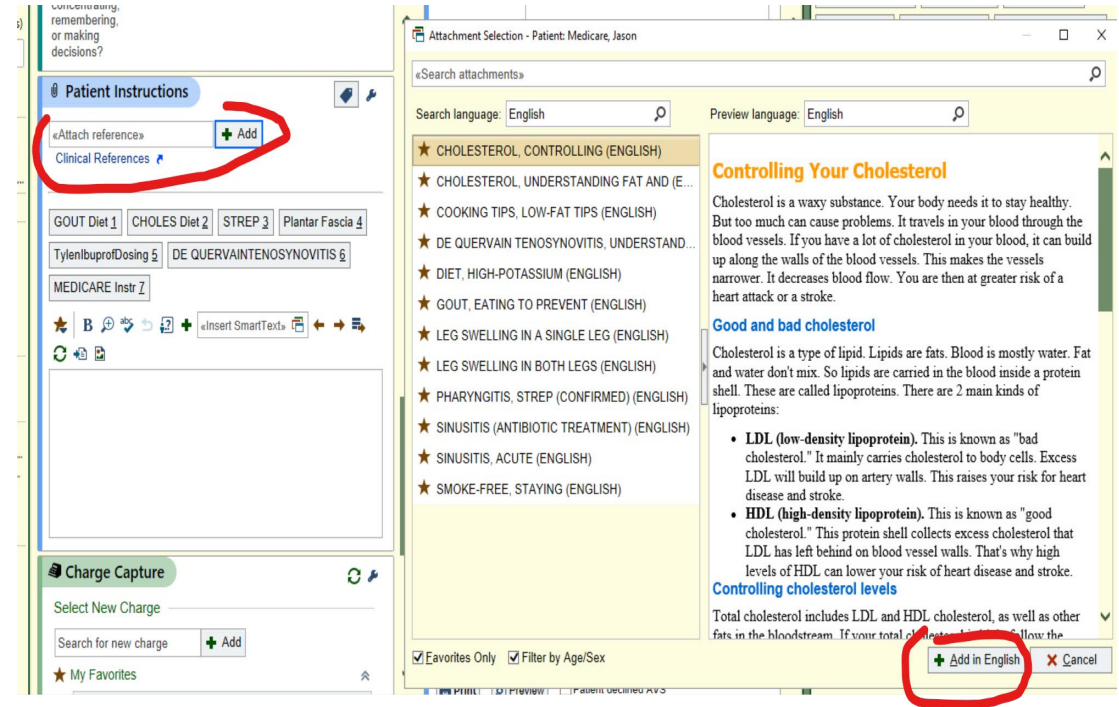 concentrating,
remembering,
or making
decisions?
Patient Instructions
«Attach reference»
Add
Clinical References
GOUT Diet 1
CHOLES Diet 2
STREP 3
Plantar Fascia 4
TylenIbuprofDosing 5
DE QUERVAINTENOSYNOVITIS 6
MEDICARE Instr 7
B
abc
«Insert SmartText»
Charge Capture
Select New Charge
Search for new charge
Add
My Favorites
Attachment Selection - Patient: Medicare, Jason
X
«Search attachments»
Search language: English
Preview language: English
CHOLESTEROL, CONTROLLING (ENGLISH)
CHOLESTEROL, UNDERSTANDING FAT AND (E...
COOKING TIPS, LOW-FAT TIPS (ENGLISH)
DE QUERVAIN TENOSYNOVITIS, UNDERSTAND...
DIET, HIGH-POTASSIUM (ENGLISH)
GOUT, EATING TO PREVENT (ENGLISH)
LEG SWELLING IN A SINGLE LEG (ENGLISH)
LEG SWELLING IN BOTH LEGS (ENGLISH)
PHARYNGITIS, STREP (CONFIRMED) (ENGLISH)
SINUSITIS (ANTIBIOTIC TREATMENT) (ENGLISH)
SINUSITIS, ACUTE (ENGLISH)
SMOKE-FREE, STAYING (ENGLISH)
Controlling Your Cholesterol
Cholesterol is a waxy substance. Your body needs it to stay healthy.
But too much can cause problems. It travels in your blood through the
blood vessels. If you have a lot of cholesterol in your blood, it can build
up along the walls of the blood vessels. This makes the vessels
narrower. It decreases blood flow. You are then at greater risk of a
heart attack or a stroke.
Good and bad cholesterol
Cholesterol is a type of lipid. Lipids are fats. Blood is mostly water. Fat
and water don't mix. So lipids are carried in the blood inside a protein
shell. These are called lipoproteins. There are 2 main kinds of
lipoproteins:
• LDL (low-density lipoprotein). This is known as "bad
cholesterol." It mainly carries cholesterol to body cells. Excess
LDL will build up on artery walls. This raises your risk for heart
disease and stroke.
• HDL (high-density lipoprotein). This is known as "good
cholesterol." This protein shell collects excess cholesterol that
LDL has left behind on blood vessel walls. That's why high
levels of HDL can lower your risk of heart disease and stroke.
Controlling cholesterol levels
Total cholesterol includes LDL and HDL cholesterol, as well as other
fats in the bloodstream. If your total
Favorites Only
Filter by Age/Sex
Add in English
Cancel
Print
Preview
Patient declined AVS